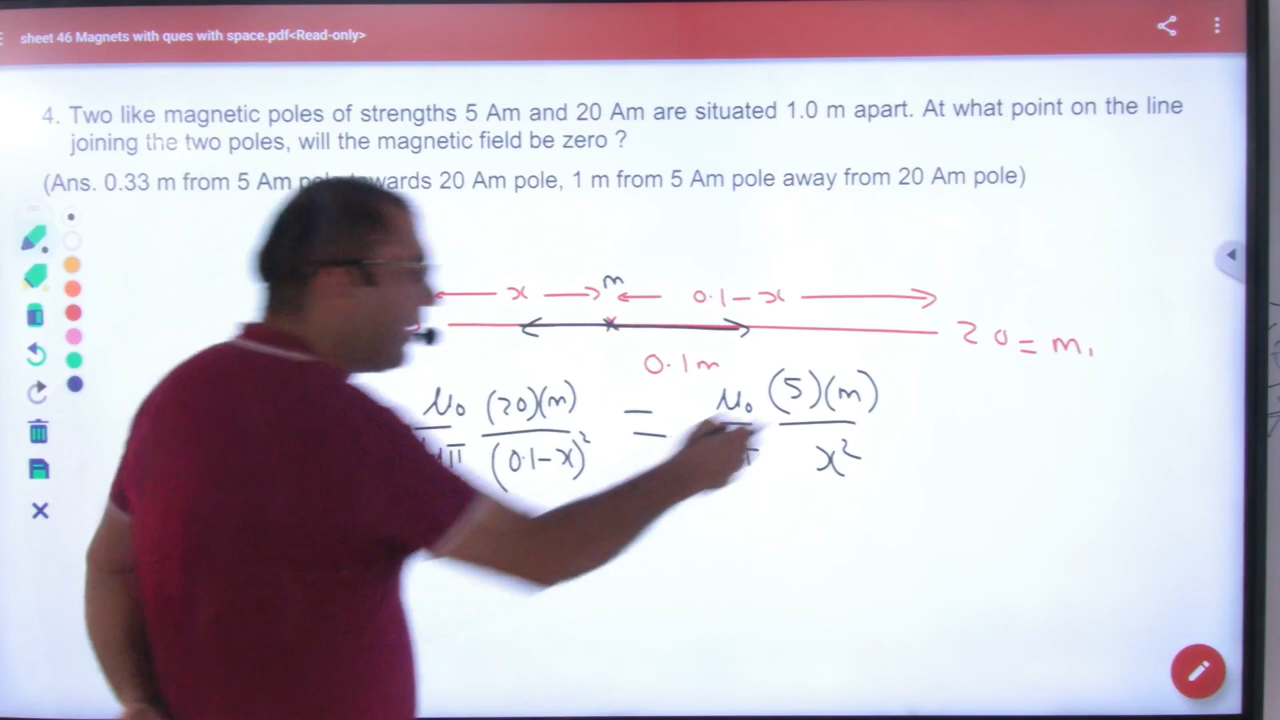 sheet 46 Magnets with ques with space.pdf<Read-only>
4. Two like magnetic poles of strengths 5 Am and 20 Am are situated 1.0 m apart. At what point on the line
joining the two poles, will the magnetic field be zero ?
(Ans. 0.33 m from 5 Am wards 20 Am pole, 1 m from 5 Am pole away from 20 Am pole)
m
x 0.1-x
20 = m1
0.1m
μ0 (20)(m) = μ0 (5)(m)
π (0.1-x)² x²